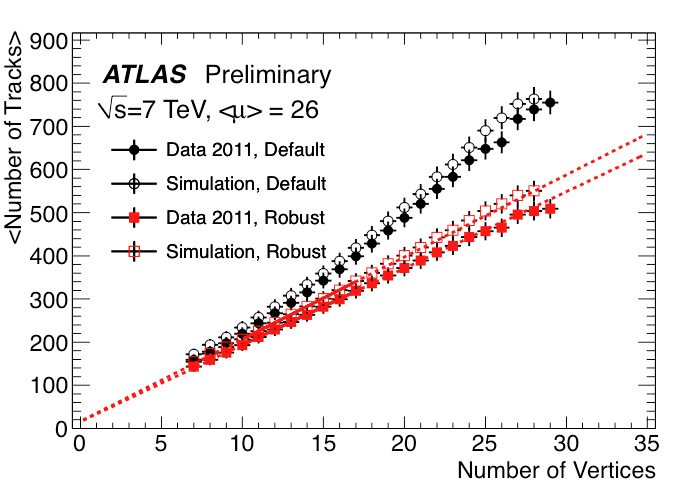 <Number of Tracks>
900
800
700
600
500
400
300
200
100
0
ATLAS Preliminary
√s=7 TeV, <μ> = 26
Data 2011, Default
Simulation, Default
Data 2011, Robust
Simulation, Robust
0 5 10 15 20 25 30 35
Number of Vertices